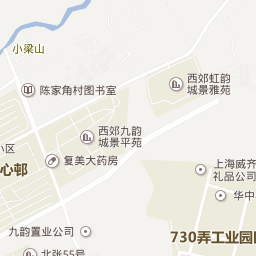 小梁山
陈家角村图书室
西郊虹韵
城景雅苑
西郊九韵
城景平苑
小区
复美大药房
心邨
上海威齐
礼品公司
华中
九韵置业公司
730弄工业园
北张55号